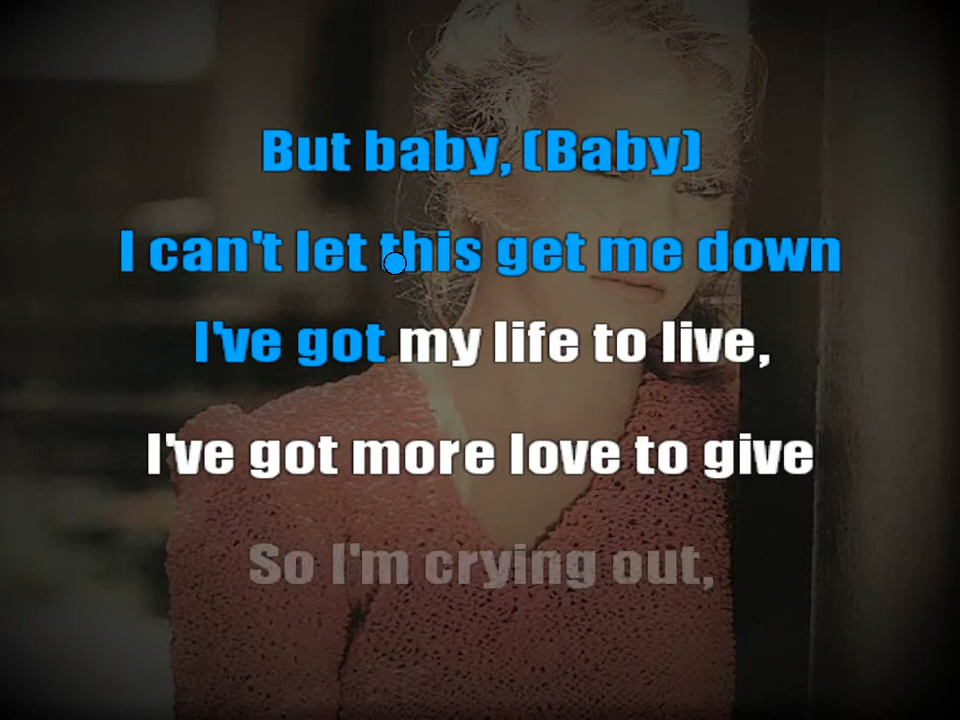 But baby, (Baby)
I can't let this get me down
I've got my life to live,
I've got more love to give
So I'm crying out,